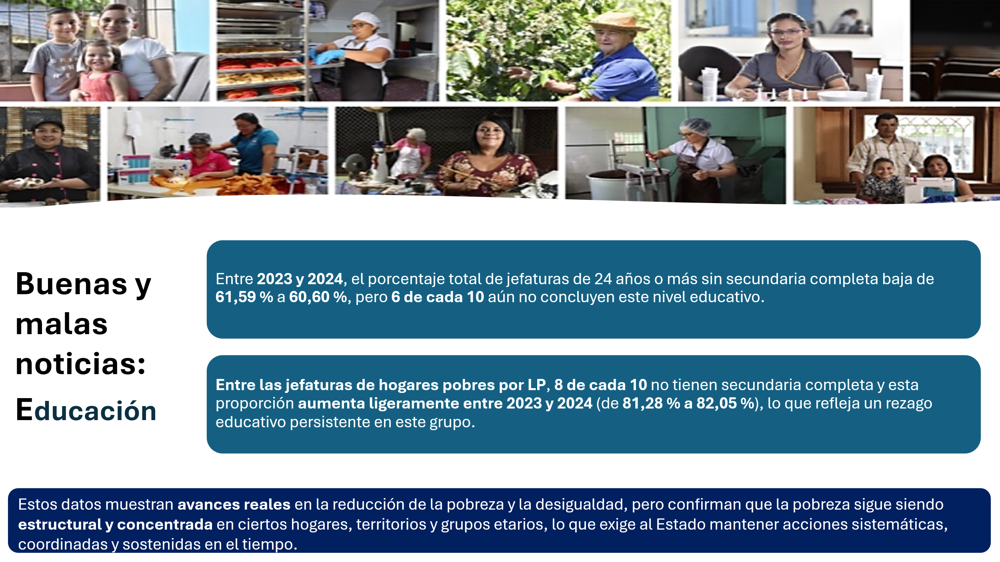 Buenas y
malas
noticias:
Educación
Entre 2023 y 2024, el porcentaje total de jefaturas de 24 años o más sin secundaria completa baja de
61,59 % a 60,60 %, pero 6 de cada 10 aún no concluyen este nivel educativo.
Entre las jefaturas de hogares pobres por LP, 8 de cada 10 no tienen secundaria completa y esta
proporción aumenta ligeramente entre 2023 y 2024 (de 81,28 % a 82,05 %), lo que refleja un rezago
educativo persistente en este grupo.
Estos datos muestran avances reales en la reducción de la pobreza y la desigualdad, pero confirman que la pobreza sigue siendo
estructural y concentrada en ciertos hogares, territorios y grupos etarios, lo que exige al Estado mantener acciones sistemáticas,
coordinadas y sostenidas en el tiempo.